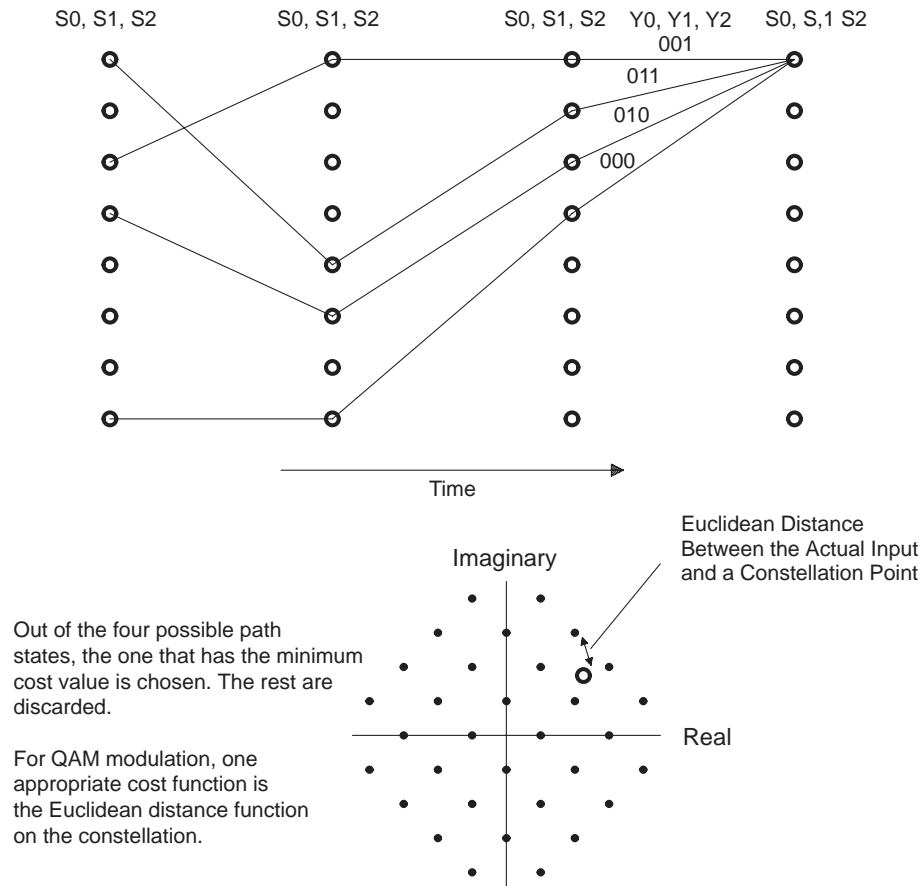 S0, S1, S2
S0, S1, S2
S0, S1, S2
Y0, Y1, Y2
S0, S,1 S2
001
011
010
000
Time
Euclidean Distance
Between the Actual Input
and a Constellation Point
Imaginary
Out of the four possible path
states, the one that has the minimum
cost value is chosen. The rest are
discarded.
Real
For QAM modulation, one
appropriate cost function is
the Euclidean distance function
on the constellation.